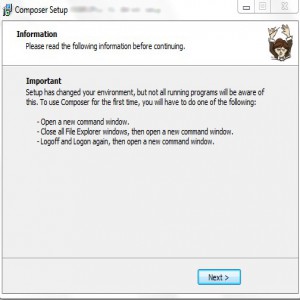 Composer Setup
Information
Please read the following information before continuing.
Important
Setup has changed your environment, but not all running programs will be aware
of this. To use Composer for the first time, you will have to do one of the following:
- Open a new command window.
- Close all File Explorer windows, then open a new command window.
- Logoff and Logon again, then open a new command window.
Next >